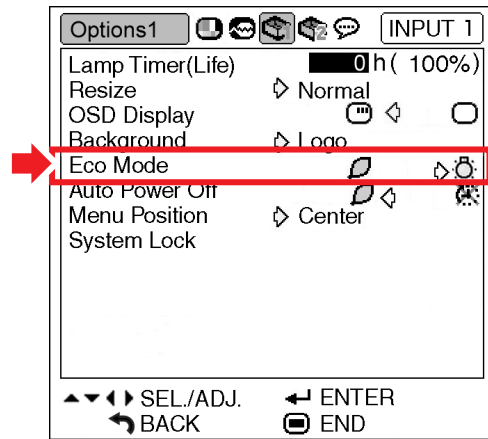 Options1 INPUT 1
Lamp Timer(Life) 0 h ( 100%)
Resize Normal
OSD Display
Background Logo
Eco Mode
Auto Power Off
Menu Position Center
System Lock
SEL./ADJ. ENTER
BACK END